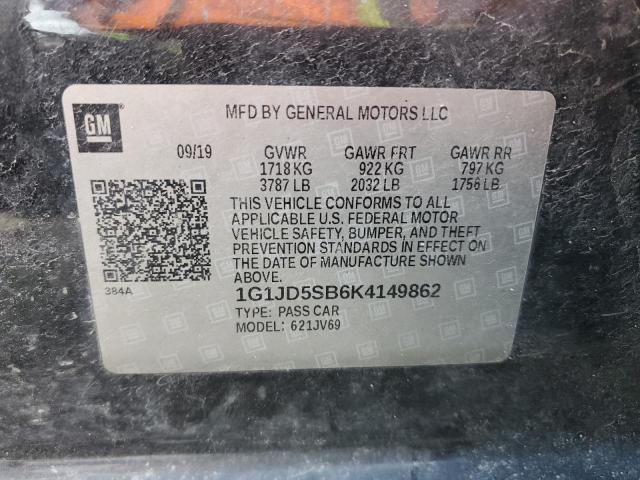 GM
MFD BY GENERAL MOTORS LLC
09/19 GVWR GAWR FRT GAWR RR
1718 KG 922 KG 797 KG
3787 LB 2032 LB 1756 LB
THIS VEHICLE CONFORMS TO ALL
APPLICABLE U.S. FEDERAL MOTOR
VEHICLE SAFETY, BUMPER, AND THEFT
PREVENTION STANDARDS IN EFFECT ON
THE DATE OF MANUFACTURE SHOWN
ABOVE.
384A
1G1JD5SB6K4149862
TYPE: PASS CAR
MODEL: 621JV69